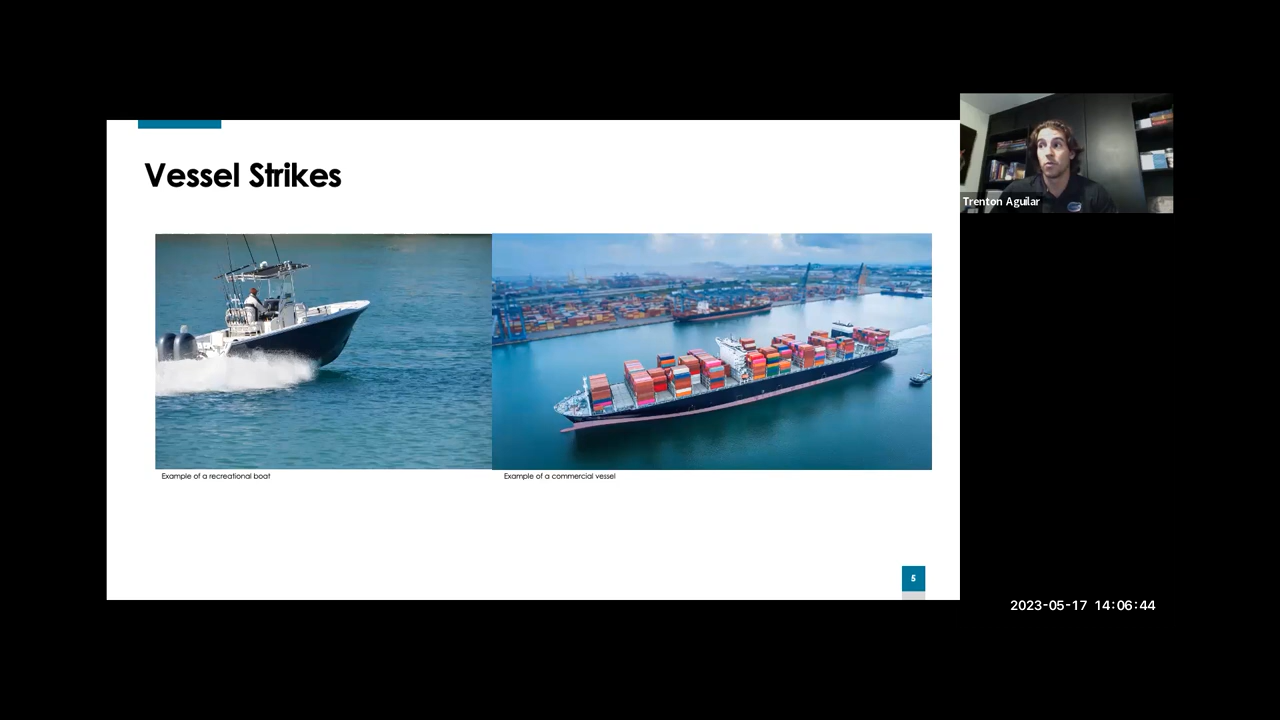 Vessel Strikes
Trenton Aguilar
Example of a recreational boat
Example of a commercial vessel
5
2023-05-17 14:06:44